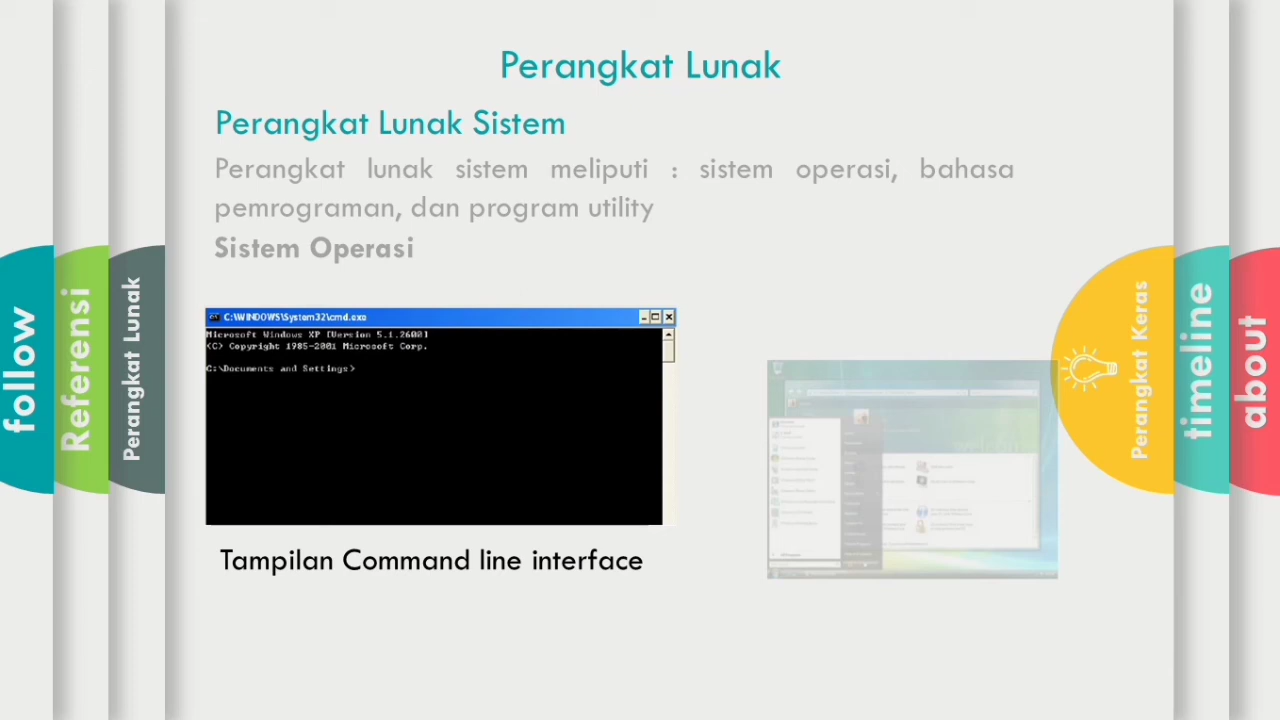 Perangkat Lunak
Perangkat Lunak Sistem
Perangkat lunak sistem meliputi : sistem operasi, bahasa
pemrograman, dan program utility
Sistem Operasi
C:\WINDOWS\System32\cmd.exe
Microsoft Windows XP [Version 5.1.2600]
(C) Copyright 1985-2001 Microsoft Corp.
C:\Documents and Settings>
Tampilan Command line interface
follow
Referensi
Perangkat Lunak
Perangkat Keras
timeline
about